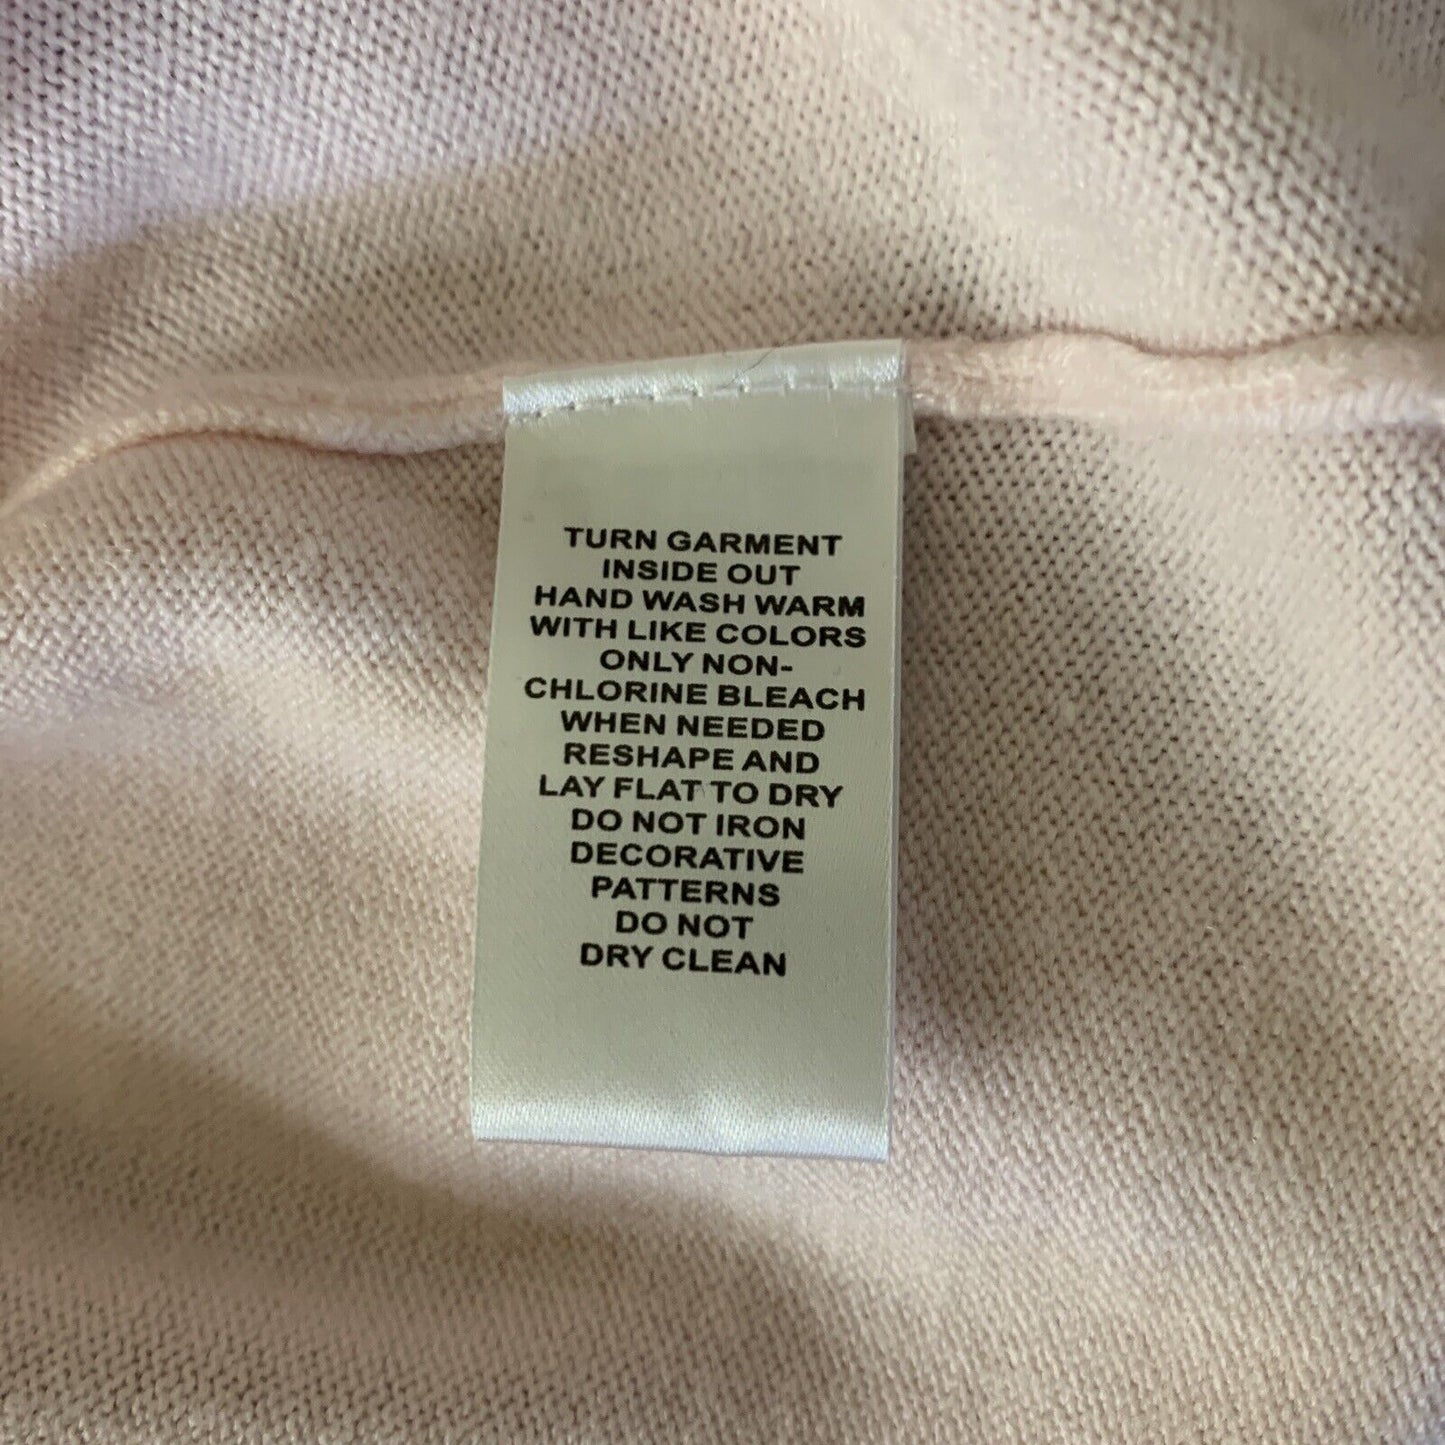 TURN GARMENT
INSIDE OUT
HAND WASH WARM
WITH LIKE COLORS
ONLY NON-
CHLORINE BLEACH
WHEN NEEDED
RESHAPE AND
LAY FLAT TO DRY
DO NOT IRON
DECORATIVE
PATTERNS
DO NOT
DRY CLEAN